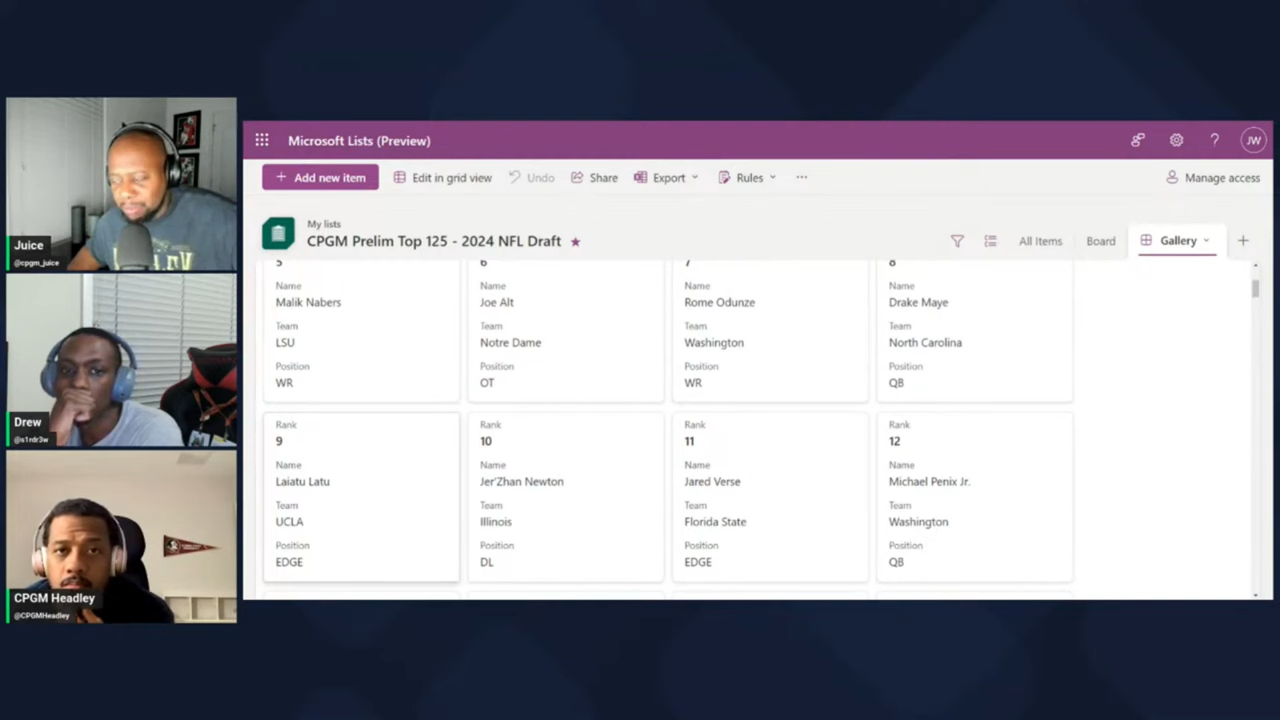 Juice
@cpgm_juice
Drew
@s1ndr3w
CPGM Headley
@CPGMHeadley
Microsoft Lists (Preview)
JW
Add new item
Edit in grid view
Undo
Share
Export
Rules
Manage access
My lists
CPGM Prelim Top 125 - 2024 NFL Draft
All Items
Board
Gallery
5 6 7 8
Name Name Name Name
Malik Nabers Joe Alt Rome Odunze Drake Maye
Team Team Team Team
LSU Notre Dame Washington North Carolina
Position Position Position Position
WR OT WR QB
Rank Rank Rank Rank
9 10 11 12
Name Name Name Name
Laiatu Latu Jer'Zhan Newton Jared Verse Michael Penix Jr.
Team Team Team Team
UCLA Illinois Florida State Washington
Position Position Position Position
EDGE DL EDGE QB